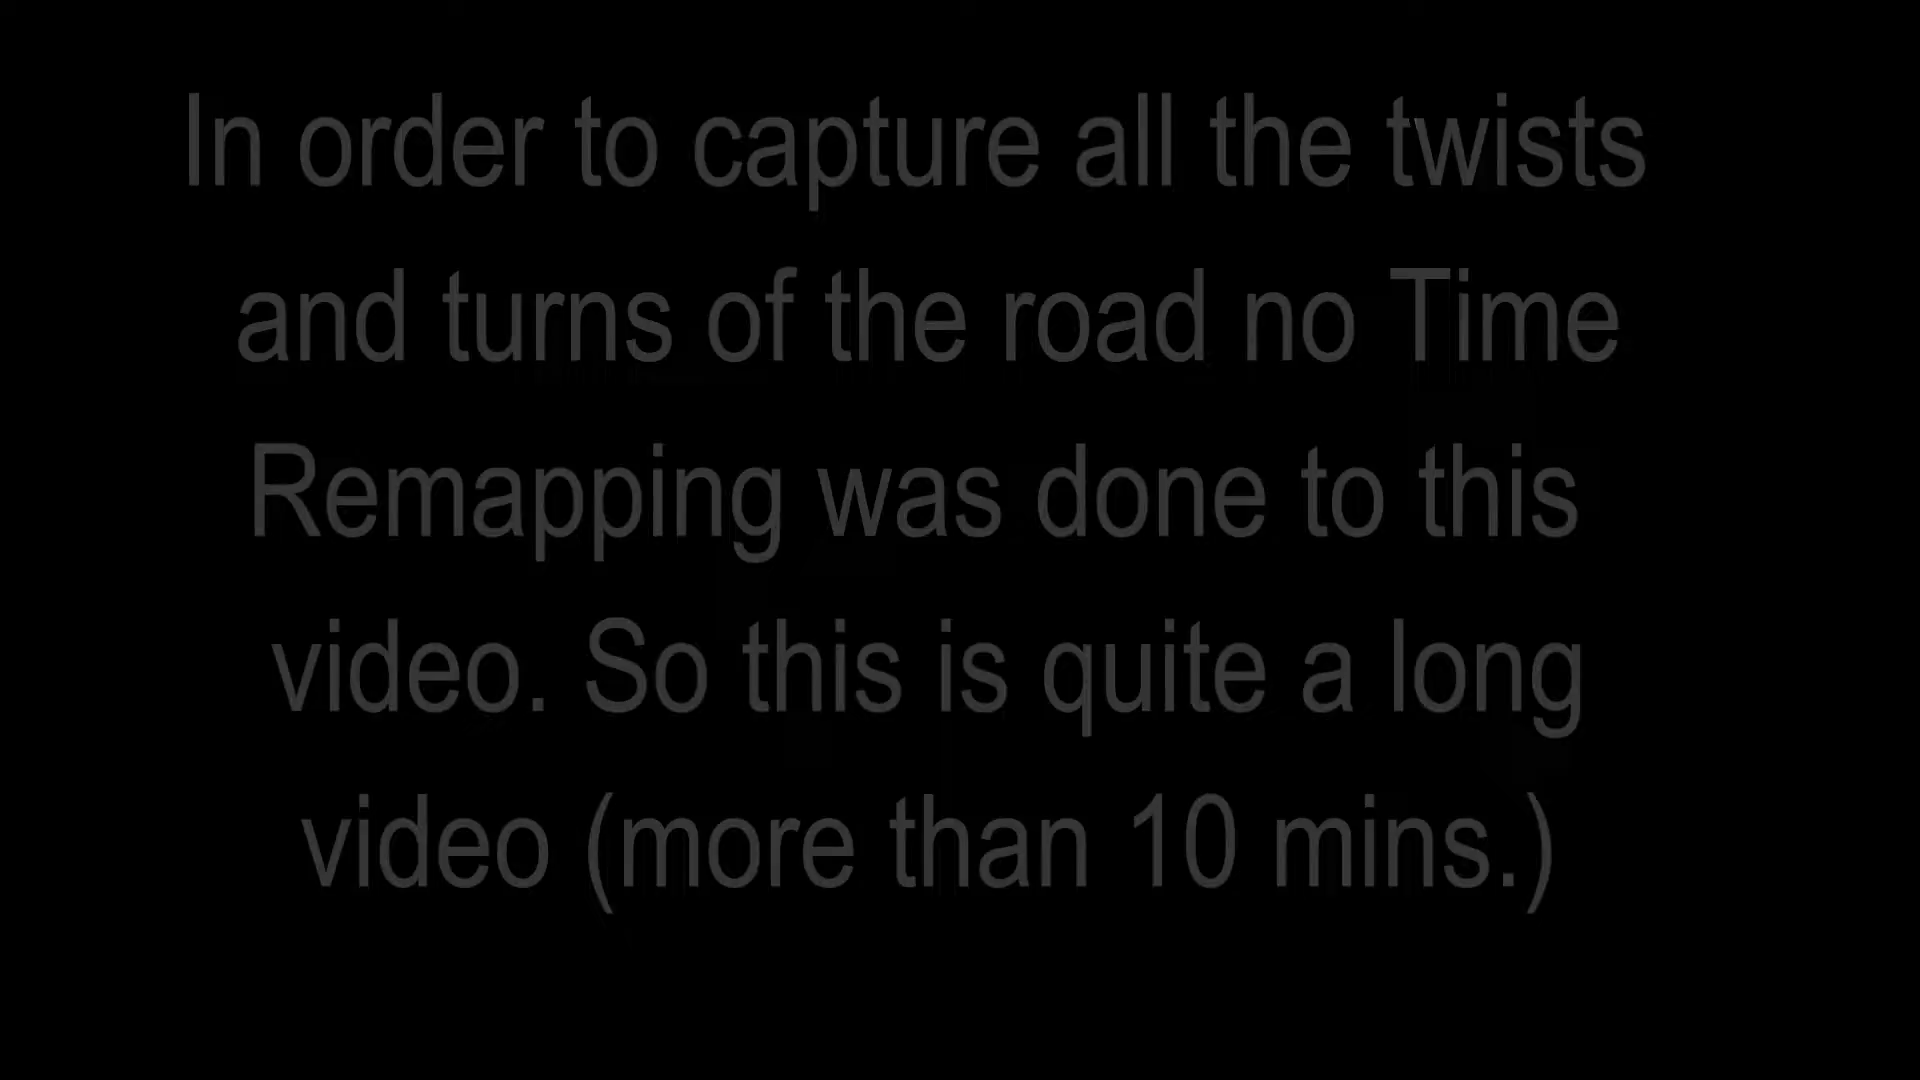 In order to capture all the twists
and turns of the road no Time
Remapping was done to this
video. So this is quite a long
video (more than 10 mins.)